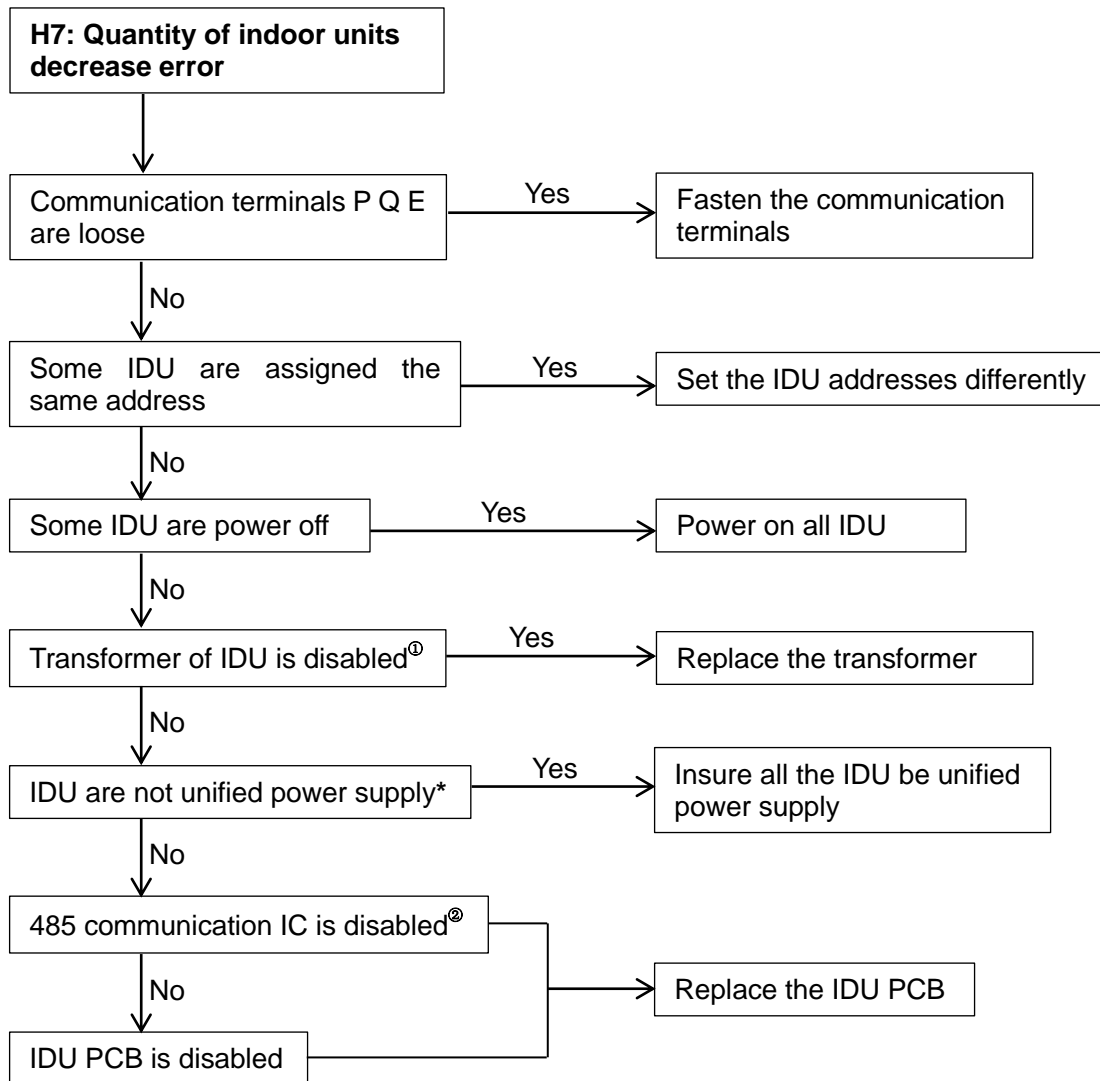 H7: Quantity of indoor units
decrease error
Communication terminals P Q E
are loose
Yes
Fasten the communication
terminals
No
Some IDU are assigned the
same address
Yes
Set the IDU addresses differently
No
Some IDU are power off
Yes
Power on all IDU
No
Transformer of IDU is disabled①
Yes
Replace the transformer
No
IDU are not unified power supply*
Yes
Insure all the IDU be unified
power supply
No
485 communication IC is disabled②
No
Replace the IDU PCB
IDU PCB is disabled